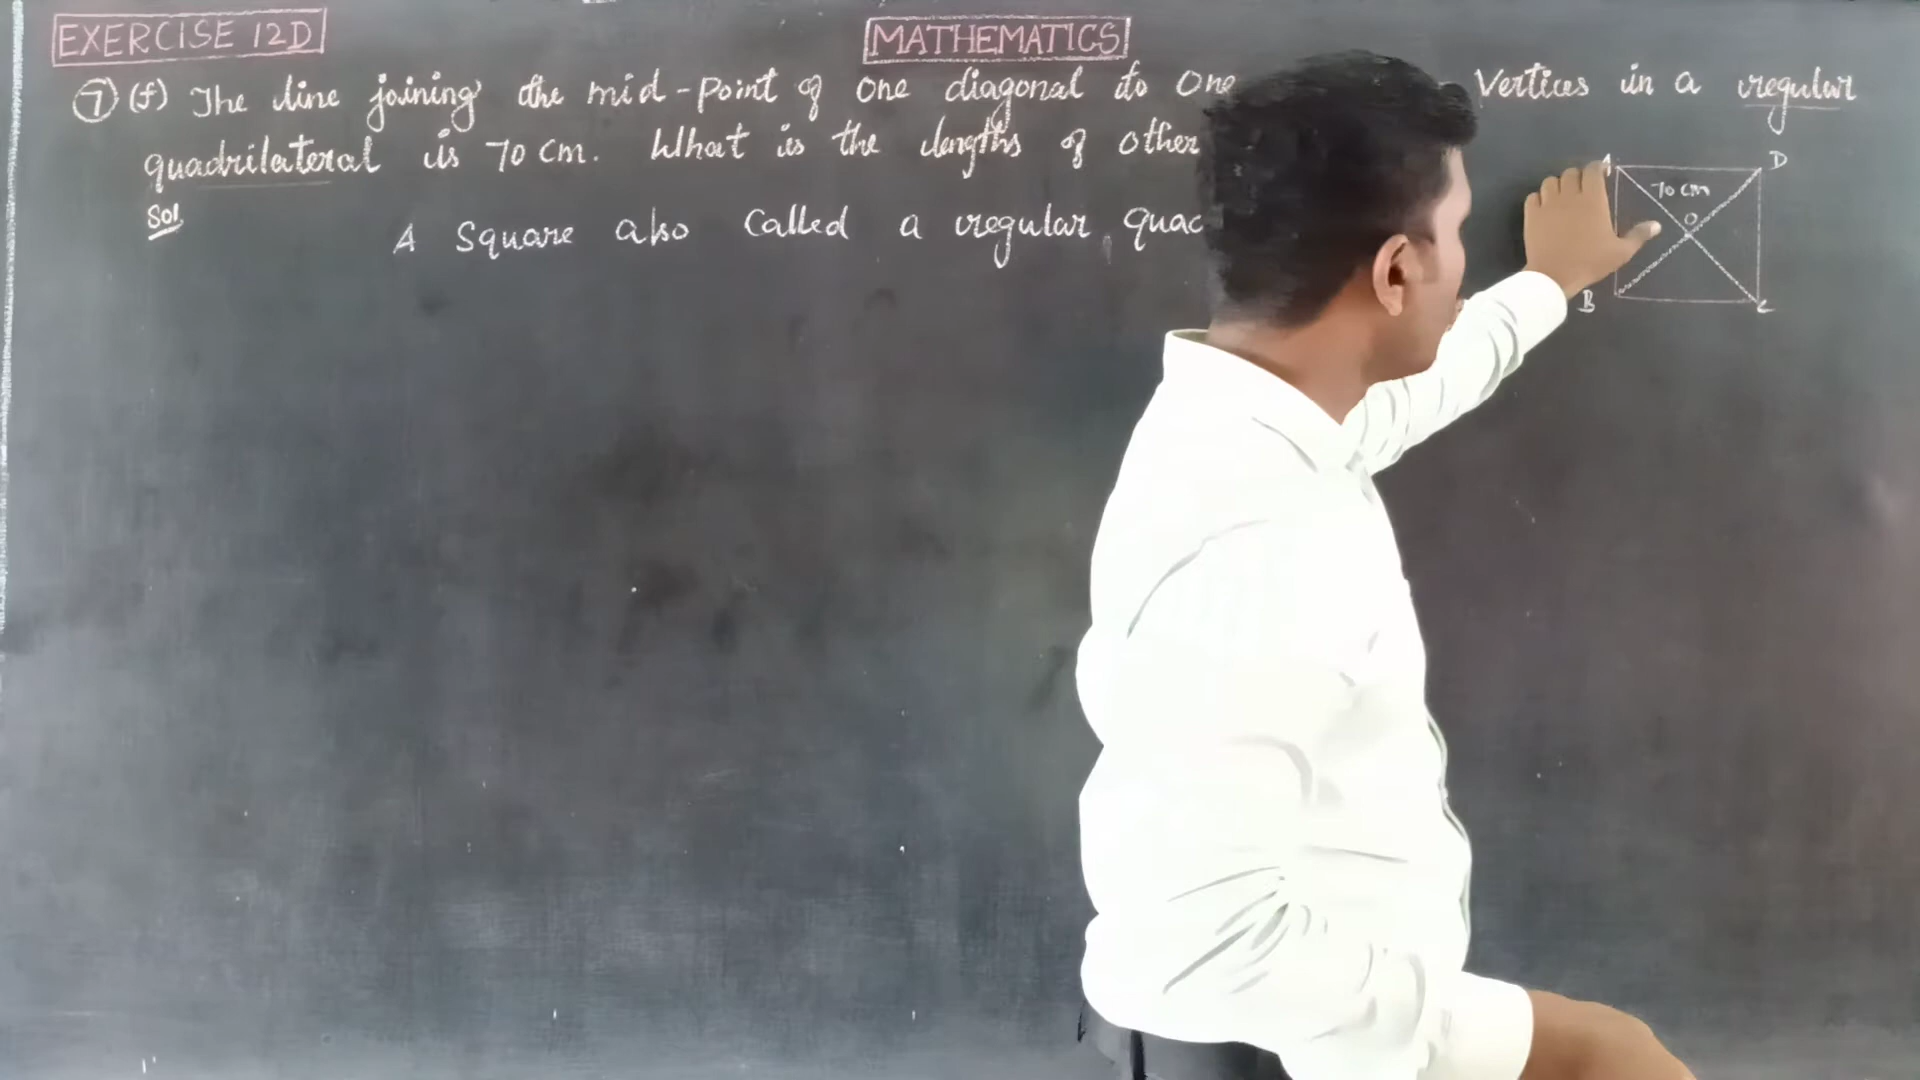 EXERCISE 12D
MATHEMATICS
7 (f) The line joining the mid-point of one diagonal to one Vertices in a regular
quadrilateral is 70 cm. What is the lengths of other
Sol
A Square also called a regular quad
A
D
70 cm
O
B
C